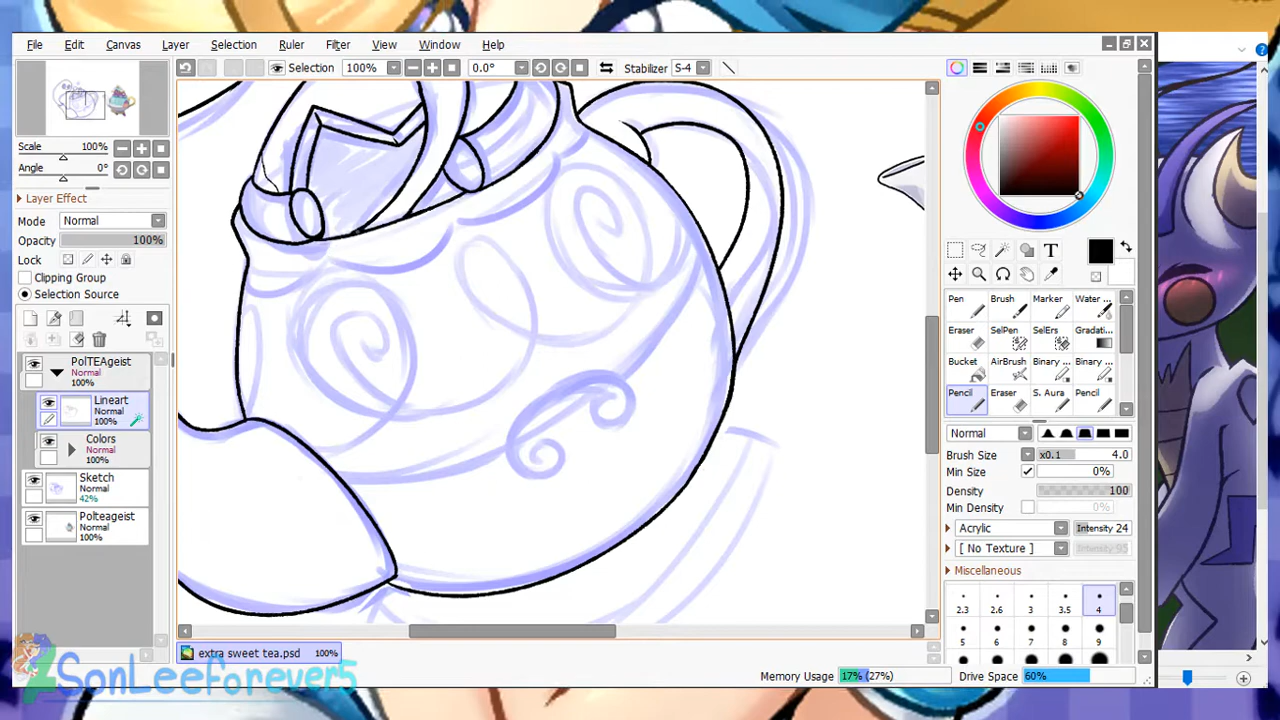 File Edit Canvas Layer Selection Ruler Filter View Window Help
Selection 100% 0.0° Stabilizer S-4
Scale 100%
Angle 0°
Layer Effect
Mode Normal
Opacity 100%
Lock
Clipping Group
Selection Source
PolTEAgeist
Normal
100%
Lineart
Normal
100%
Colors
Normal
100%
Sketch
Normal
42%
Polteageist
Normal
100%
extra sweet tea.psd 100%
SonLeeforever5
Memory Usage 17% (27%) Drive Space 60%
T
Pen Brush Marker Water ...
Eraser SelPen SelErs Gradati...
Bucket AirBrush Binary ... Binary ...
Pencil Eraser S. Aura Pencil
Normal
Brush Size x0.1 4.0
Min Size 0%
Density 100
Min Density 0%
Acrylic Intensity 24
[ No Texture ] Intensity 95
Miscellaneous
2.3 2.6 3 3.5 4
5 6 7 8 9